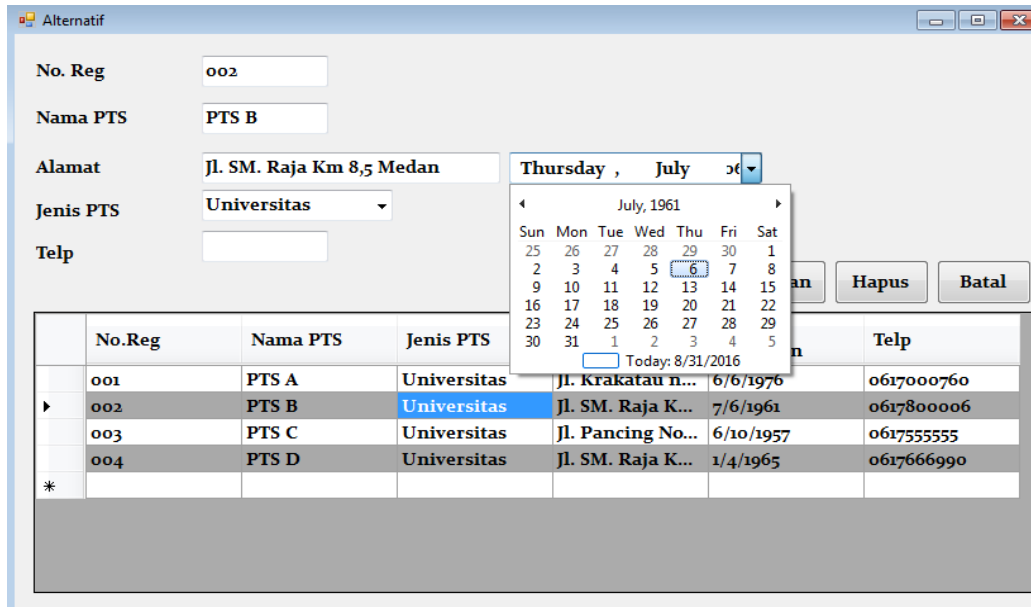 Alternatif
No. Reg 002
Nama PTS PTS B
Alamat Jl. SM. Raja Km 8,5 Medan Thursday , July
Jenis PTS Universitas
Telp
July, 1961
Sun Mon Tue Wed Thu Fri Sat
25 26 27 28 29 30 1
2 3 4 5 6 7 8
9 10 11 12 13 14 15
16 17 18 19 20 21 22
23 24 25 26 27 28 29
30 31 1 2 3 4 5
Today: 8/31/2016
an Hapus Batal
No.Reg Nama PTS Jenis PTS n Telp
001 PTS A Universitas Jl. Krakatau n... 6/6/1976 0617000760
002 PTS B Universitas Jl. SM. Raja K... 7/6/1961 0617800006
003 PTS C Universitas Jl. Pancing No... 6/10/1957 0617555555
004 PTS D Universitas Jl. SM. Raja K... 1/4/1965 0617666990